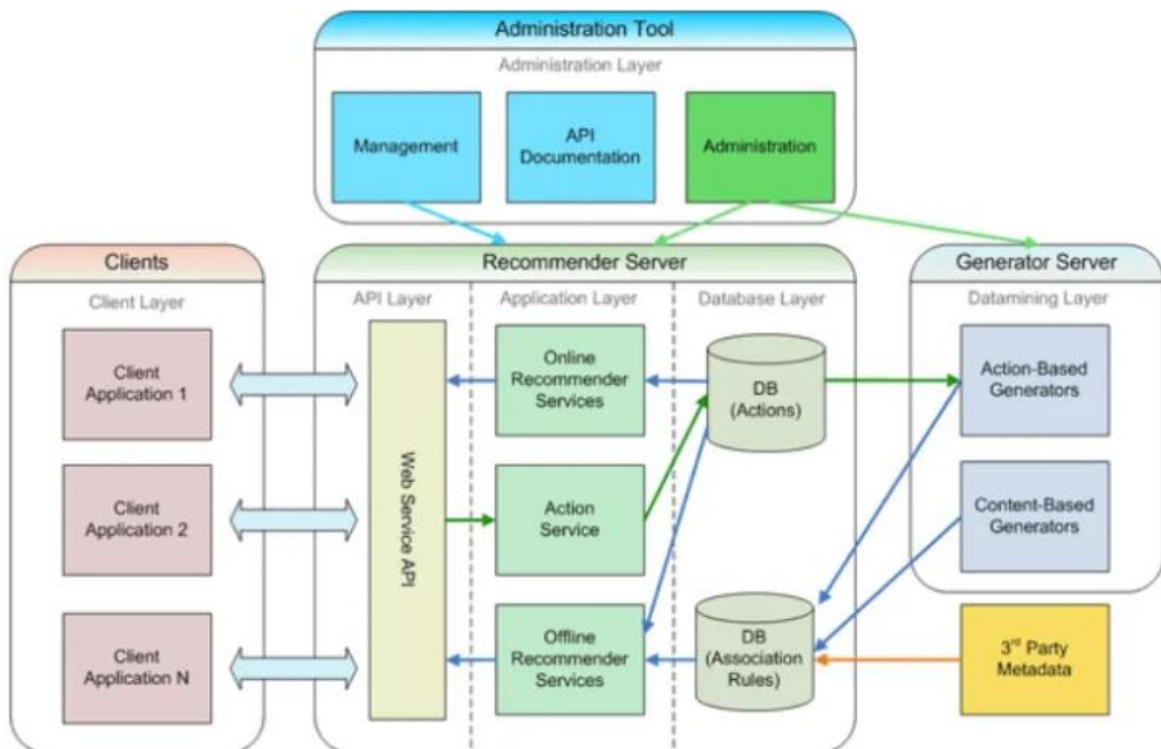 Administration Tool
Administration Layer
Management
API
Documentation
Administration
Clients
Client Layer
Client
Application 1
Client
Application 2
Client
Application N
Recommender Server
API Layer
Application Layer
Database Layer
Web Service API
Online
Recommender
Services
Action
Service
Offline
Recommender
Services
DB
(Actions)
DB
(Association
Rules)
Generator Server
Datamining Layer
Action-Based
Generators
Content-Based
Generators
3rd Party
Metadata